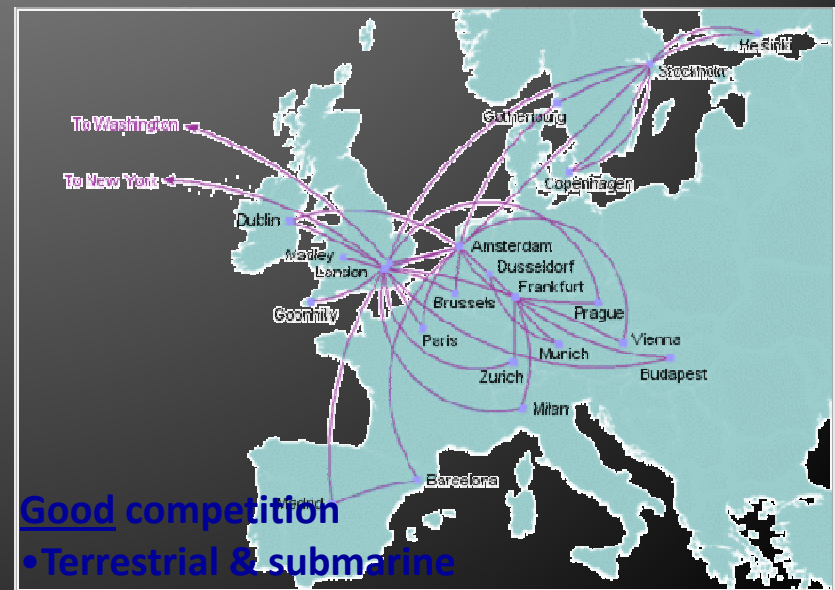 Helsinki
Stockholm
Gothenburg
To Washington
To New York
Copenhagen
Dublin
Amsterdam
Madley
London
Dusseldorf
Frankfurt
Brussels
Goonhilly
Prague
Paris
Vienna
Munich
Zurich
Budapest
Milan
Barcelona
Madrid
Good competition
•Terrestrial & submarine